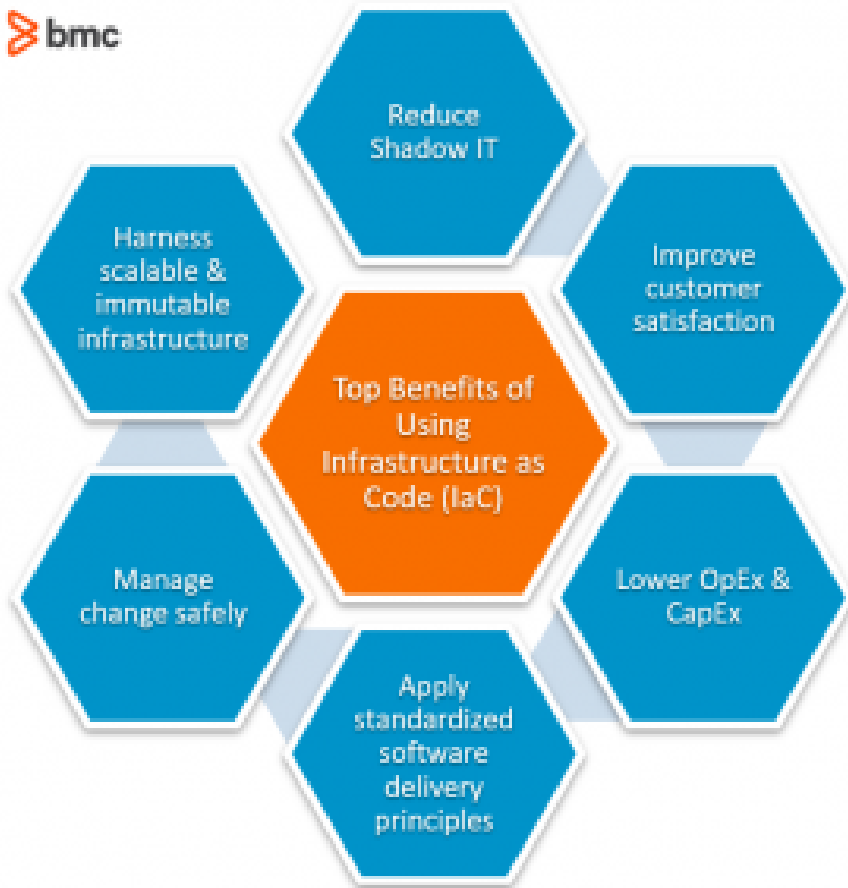 bmc
Reduce
Shadow IT
Harness
scalable &
immutable
infrastructure
Improve
customer
satisfaction
Top Benefits of
Using
Infrastructure as
Code (IaC)
Manage
change safely
Lower OpEx &
CapEx
Apply
standardized
software
delivery
principles